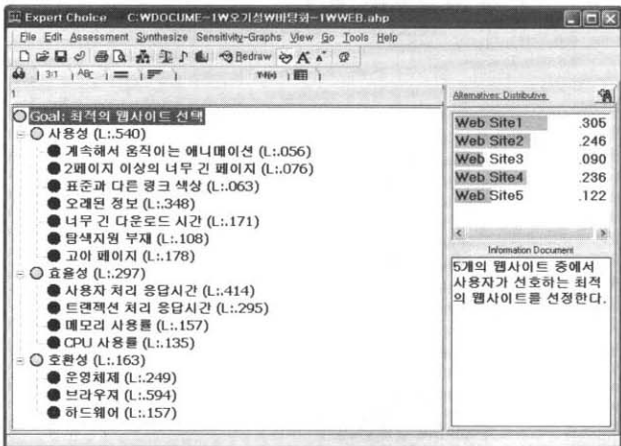 Expert Choice C:₩DOCUME~1₩오기성₩바탕화~1₩WEB.ahp
File Edit Assessment Synthesize Sensitivity-Graphs View Go Tools Help
Redraw
3:1 ABC
1
Alternatives: Distributive
Goal: 최적의 웹사이트 선택
사용성 (L:.540)
계속해서 움직이는 에니메이션 (L:.056)
2페이지 이상의 너무 긴 페이지 (L:.076)
표준과 다른 링크 색상 (L:.063)
오래된 정보 (L:.348)
너무 긴 다운로드 시간 (L:.171)
탐색지원 부재 (L:.108)
고아 페이지 (L:.178)
효율성 (L:.297)
사용자 처리 응답시간 (L:.414)
트랜잭션 처리 응답시간 (L:.295)
메모리 사용률 (L:.157)
CPU 사용률 (L:.135)
호환성 (L:.163)
운영체제 (L:.249)
브라우져 (L:.594)
하드웨어 (L:.157)
Web Site1 .305
Web Site2 .246
Web Site3 .090
Web Site4 .236
Web Site5 .122
Information Document
5개의 웹사이트 중에서
사용자가 선호하는 최적
의 웹사이트를 선정한다.